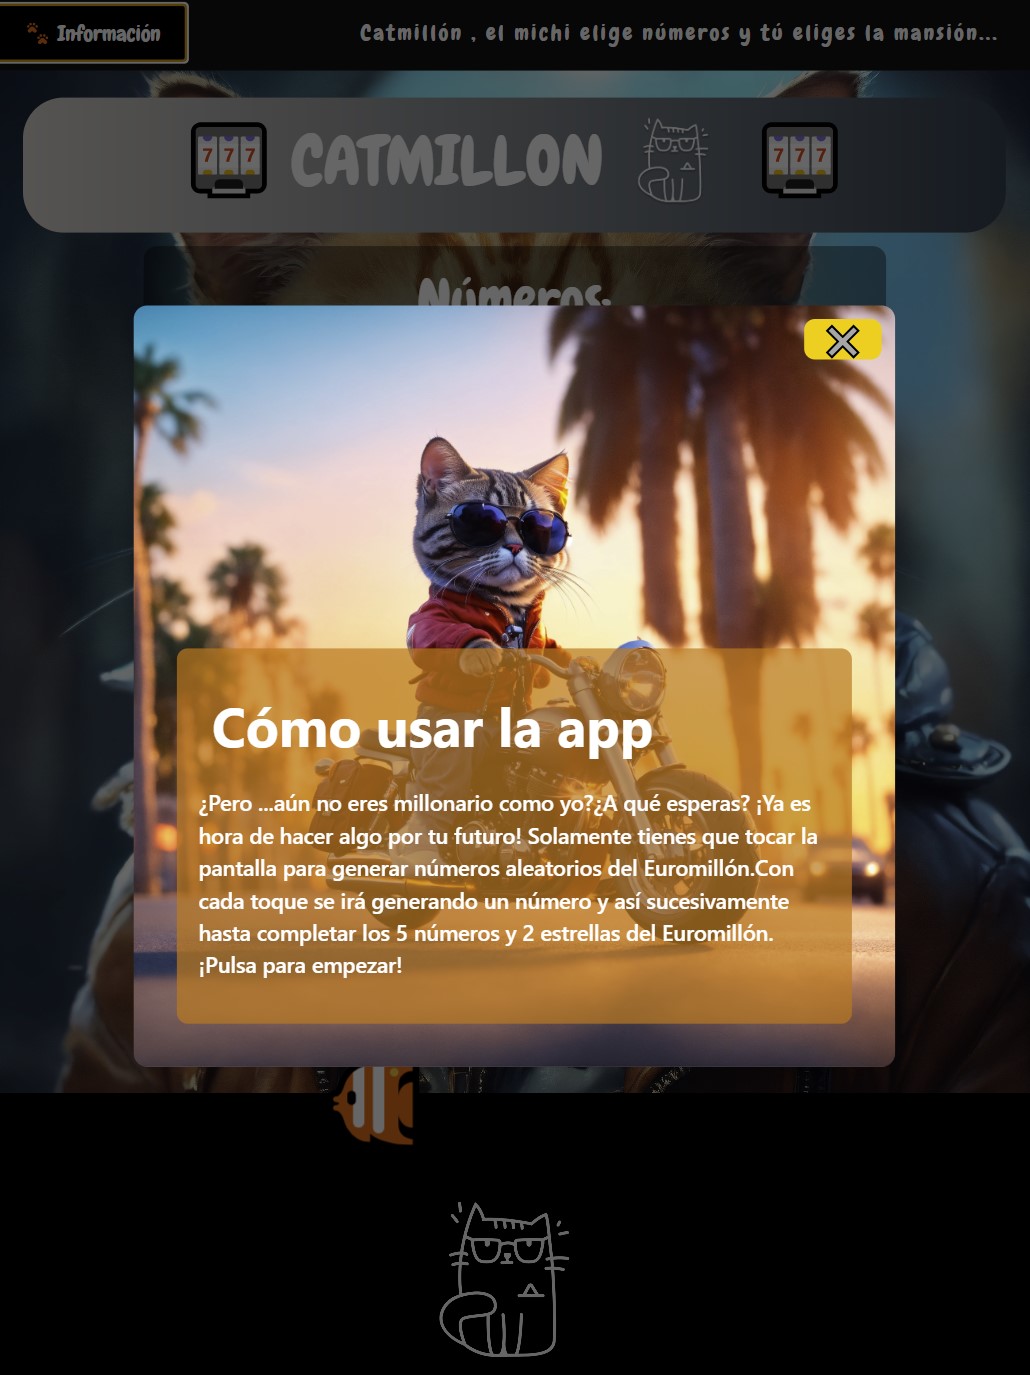 Información
Catmillón , el michi elige números y tú eliges la mansión...
777
CATMILLON
777
Números:
Cómo usar la app
¿Pero ...aún no eres millonario como yo?¿A qué esperas? ¡Ya es
hora de hacer algo por tu futuro! Solamente tienes que tocar la
pantalla para generar números aleatorios del Euromillón.Con
cada toque se irá generando un número y así sucesivamente
hasta completar los 5 números y 2 estrellas del Euromillón.
¡Pulsa para empezar!